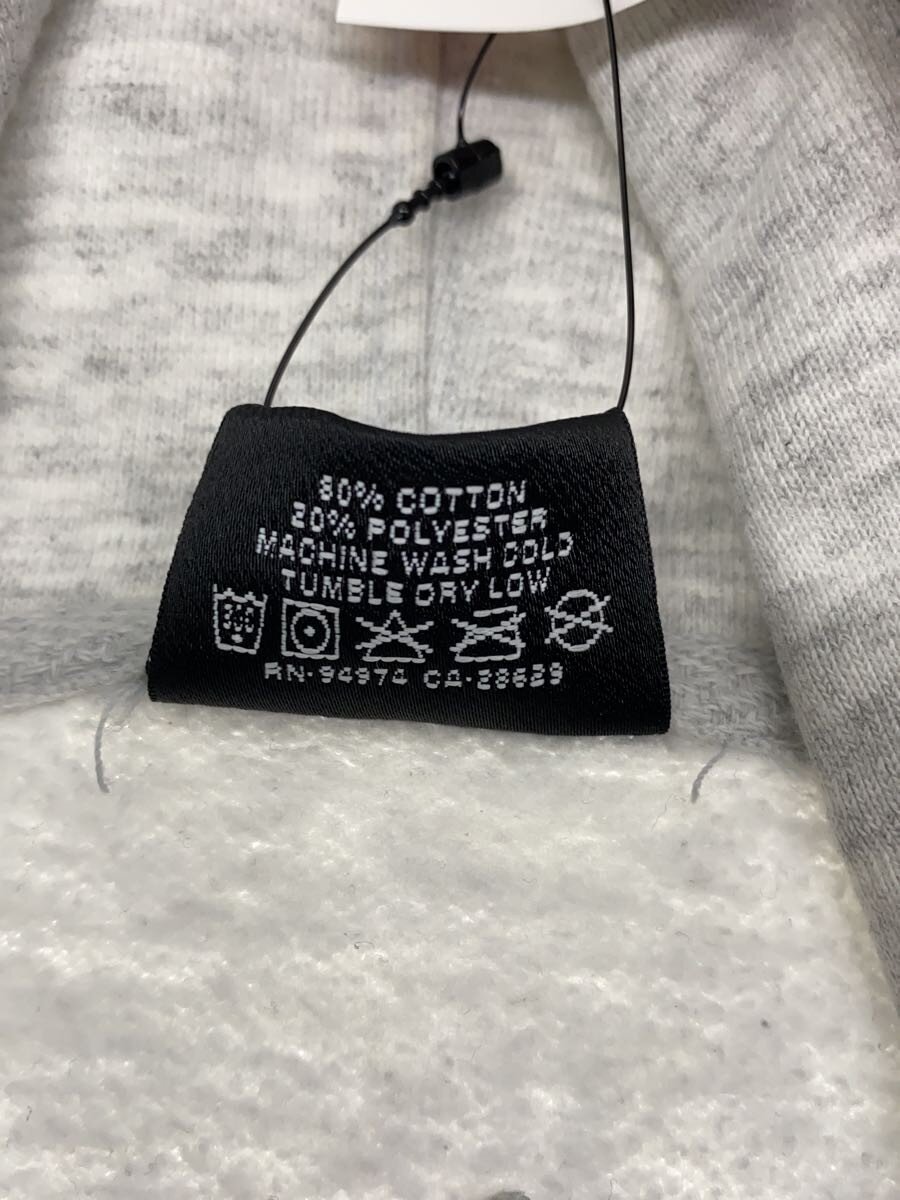 80% COTTON
20% POLYESTER
MACHINE WASH COLD
TUMBLE DRY LOW
RN·94974 CA·28629